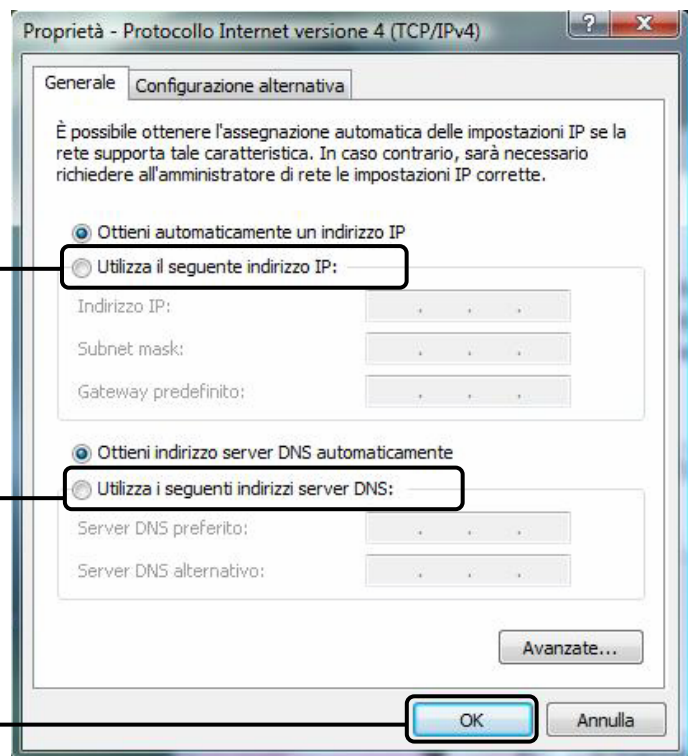 Proprietà - Protocollo Internet versione 4 (TCP/IPv4)
Generale
Configurazione alternativa
È possibile ottenere l'assegnazione automatica delle impostazioni IP se la
rete supporta tale caratteristica. In caso contrario, sarà necessario
richiedere all'amministratore di rete le impostazioni IP corrette.
Ottieni automaticamente un indirizzo IP
Utilizza il seguente indirizzo IP:
Indirizzo IP:
Subnet mask:
Gateway predefinito:
Ottieni indirizzo server DNS automaticamente
Utilizza i seguenti indirizzi server DNS:
Server DNS preferito:
Server DNS alternativo:
Avanzate...
OK
Annulla